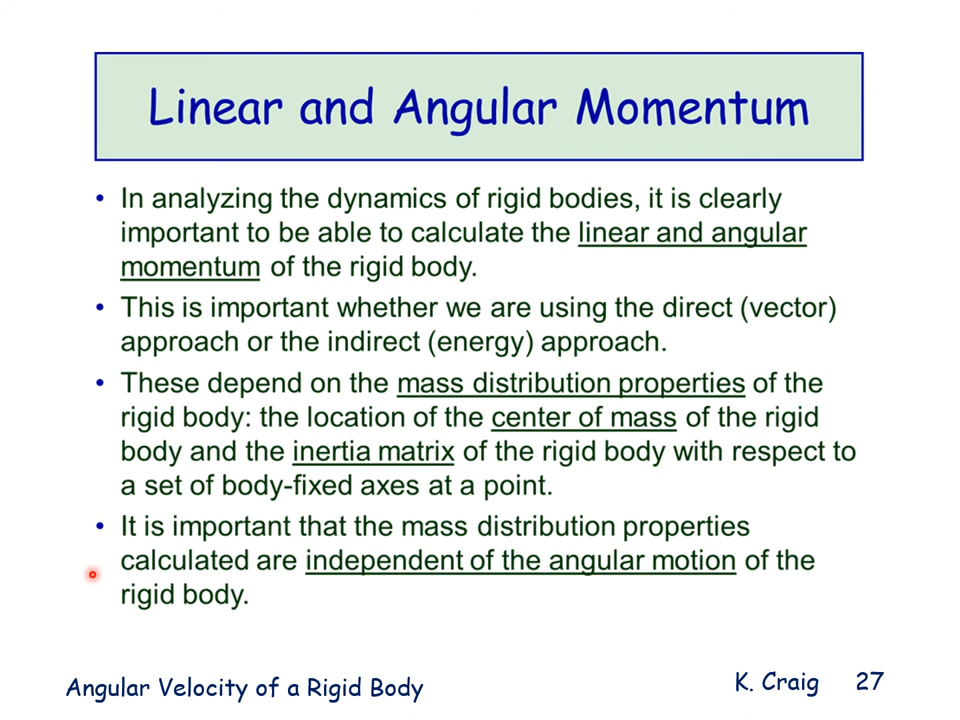 Linear and Angular Momentum
• In analyzing the dynamics of rigid bodies, it is clearly
important to be able to calculate the linear and angular
momentum of the rigid body.
• This is important whether we are using the direct (vector)
approach or the indirect (energy) approach.
• These depend on the mass distribution properties of the
rigid body: the location of the center of mass of the rigid
body and the inertia matrix of the rigid body with respect to
a set of body-fixed axes at a point.
• It is important that the mass distribution properties
calculated are independent of the angular motion of the
rigid body.
Angular Velocity of a Rigid Body
K. Craig 27